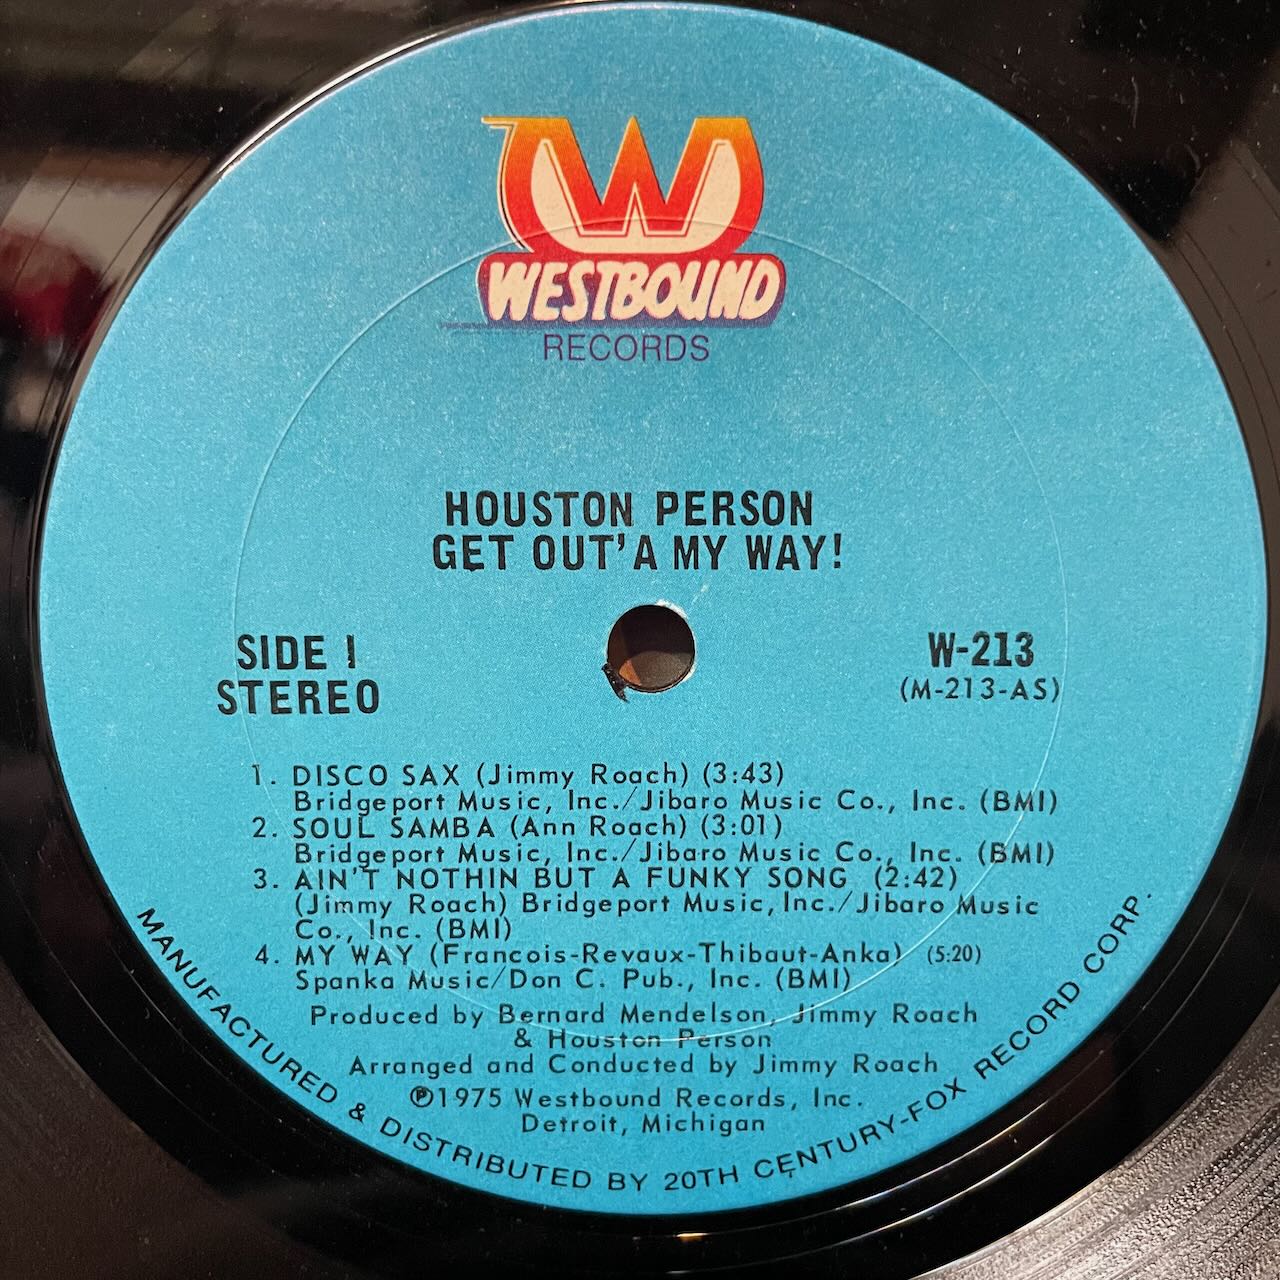 W
WESTBOUND
RECORDS
HOUSTON PERSON
GET OUT'A MY WAY!
SIDE I
STEREO
W-213
(M-213-AS)
1. DISCO SAX (Jimmy Roach) (3:43)
Bridgeport Music, Inc./Jibaro Music Co., Inc. (BMI)
2. SOUL SAMBA (Ann Roach) (3:01)
Bridgeport Music, Inc./Jibaro Music Co., Inc. (BMI)
3. AIN'T NOTHIN BUT A FUNKY SONG (2:42)
(Jimmy Roach) Bridgeport Music, Inc./Jibaro Music
Co., Inc. (BMI)
4. MY WAY (Francois-Revaux-Thibaut-Anka) (5:20)
Spanka Music/Don C. Pub., Inc. (BMI)
Produced by Bernard Mendelson, Jimmy Roach
& Houston Person
Arranged and Conducted by Jimmy Roach
℗1975 Westbound Records, Inc.
Detroit, Michigan
MANUFACTURED & DISTRIBUTED BY 20TH CENTURY-FOX RECORD CORP.